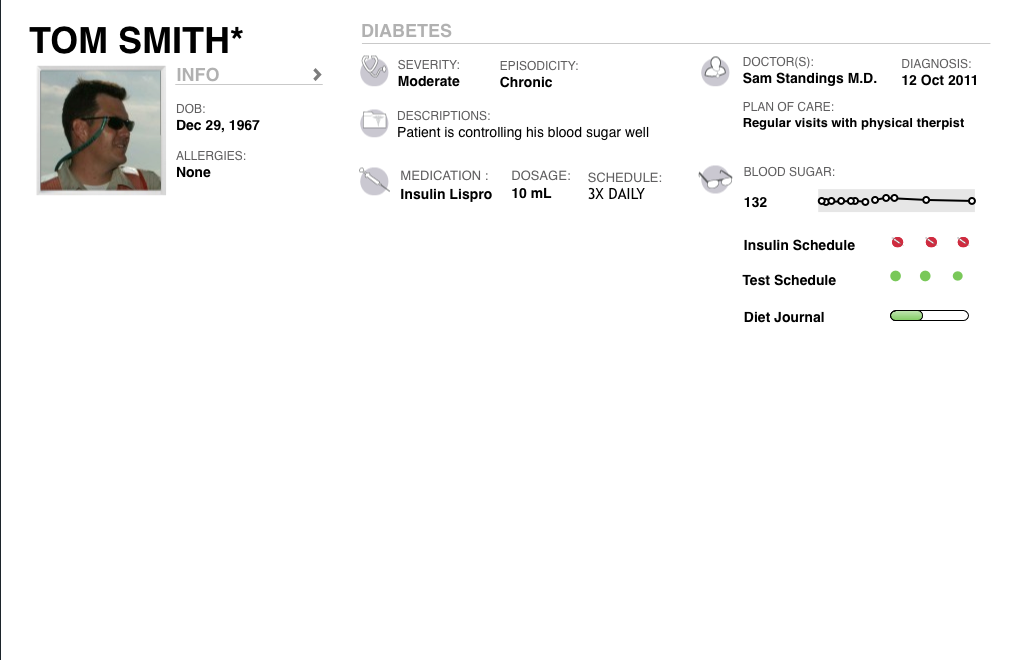 TOM SMITH*
INFO
DOB:
Dec 29, 1967
ALLERGIES:
None
DIABETES
SEVERITY:
Moderate
EPISODICITY:
Chronic
DESCRIPTIONS:
Patient is controlling his blood sugar well
MEDICATION :
Insulin Lispro
DOSAGE:
10 mL
SCHEDULE:
3X DAILY
DOCTOR(S):
Sam Standings M.D.
DIAGNOSIS:
12 Oct 2011
PLAN OF CARE:
Regular visits with physical therpist
BLOOD SUGAR:
132
Insulin Schedule
Test Schedule
Diet Journal